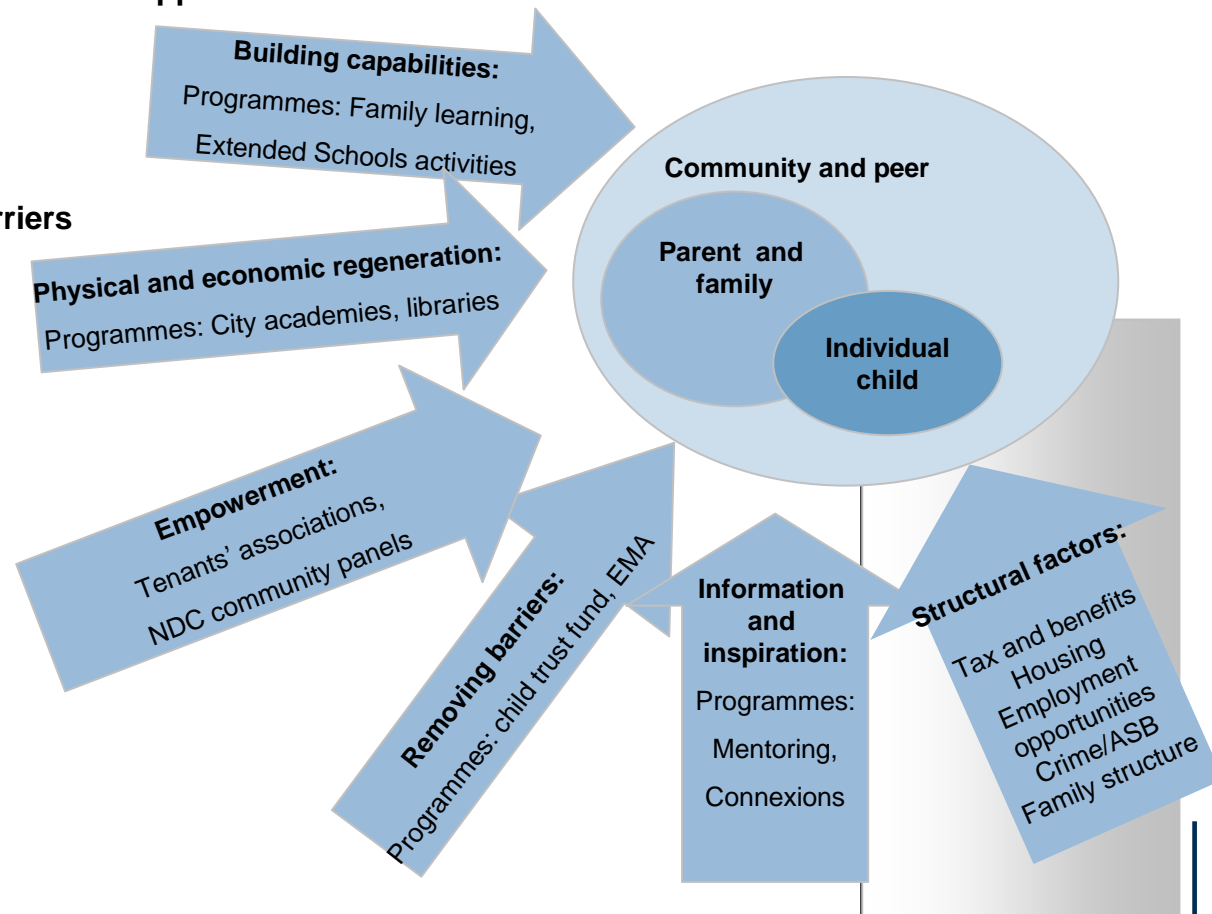 Building capabilities:
Programmes: Family learning,
Extended Schools activities
Community and peer
Parent and
family
Individual
child
Physical and economic regeneration:
Programmes: City academies, libraries
Empowerment:
Tenants’ associations,
NDC community panels
Removing barriers:
Programmes: child trust fund, EMA
Information
and
inspiration:
Programmes:
Mentoring,
Connexions
Structural factors:
Tax and benefits
Housing
Employment
opportunities
Crime/ASB
Family structure